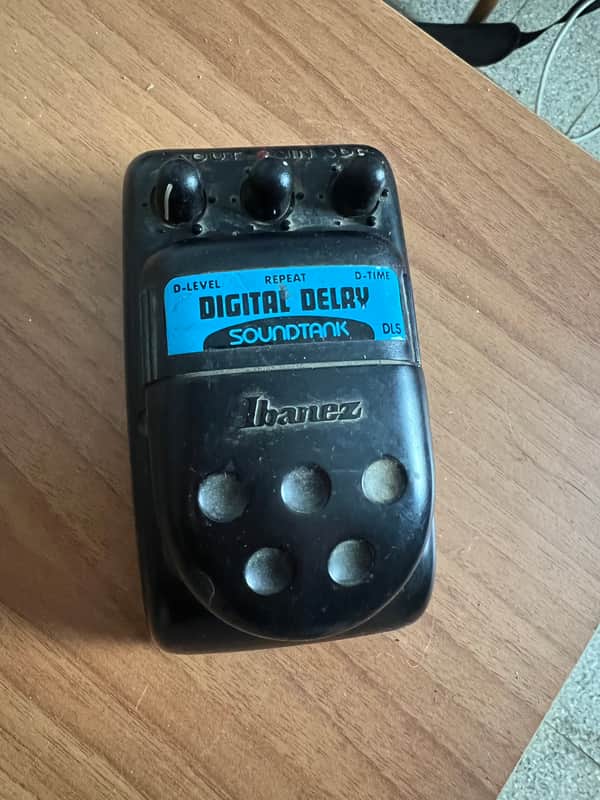 D-LEVEL REPEAT D-TIME
DIGITAL DELAY
SOUNDTANK DL5
Ibanez